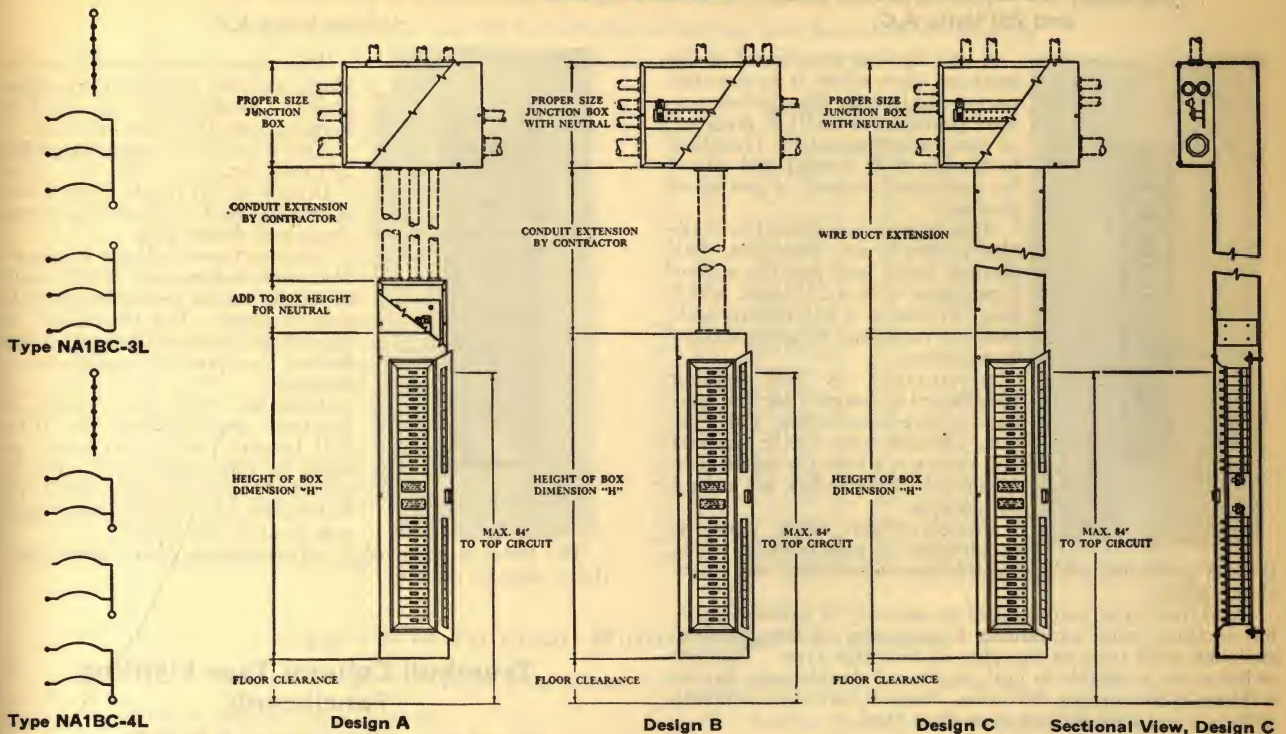 Type NA1BC-3L
Type NA1BC-4L
PROPER SIZE
JUNCTION
BOX
CONDUIT EXTENSION
BY CONTRACTOR
ADD TO BOX HEIGHT
FOR NEUTRAL
HEIGHT OF BOX
DIMENSION "H"
MAX. 84"
TO TOP CIRCUIT
FLOOR CLEARANCE
Design A
PROPER SIZE
JUNCTION BOX
WITH NEUTRAL
CONDUIT EXTENSION
BY CONTRACTOR
HEIGHT OF BOX
DIMENSION "H"
MAX. 84"
TO TOP CIRCUIT
FLOOR CLEARANCE
Design B
PROPER SIZE
JUNCTION BOX
WITH NEUTRAL
WIRE DUCT EXTENSION
HEIGHT OF BOX
DIMENSION "H"
MAX. 84"
TO TOP CIRCUIT
FLOOR CLEARANCE
Design C
Sectional View, Design C